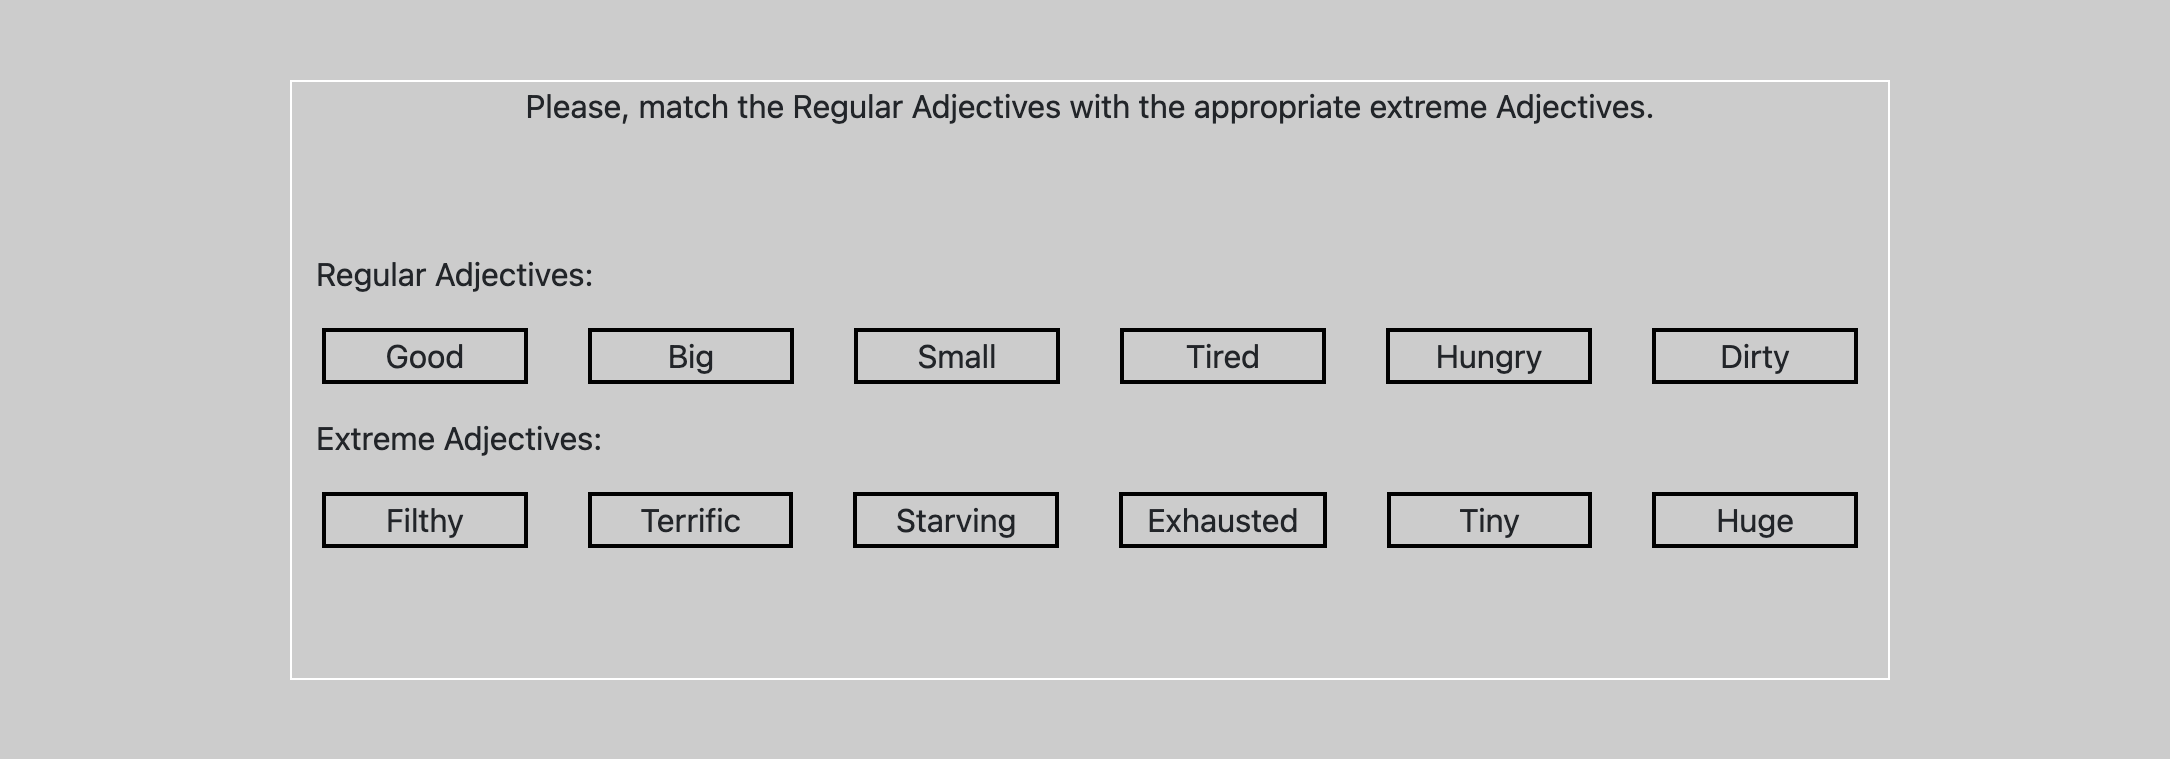 Please, match the Regular Adjectives with the appropriate extreme Adjectives.
Regular Adjectives:
Good Big Small Tired Hungry Dirty
Extreme Adjectives:
Filthy Terrific Starving Exhausted Tiny Huge